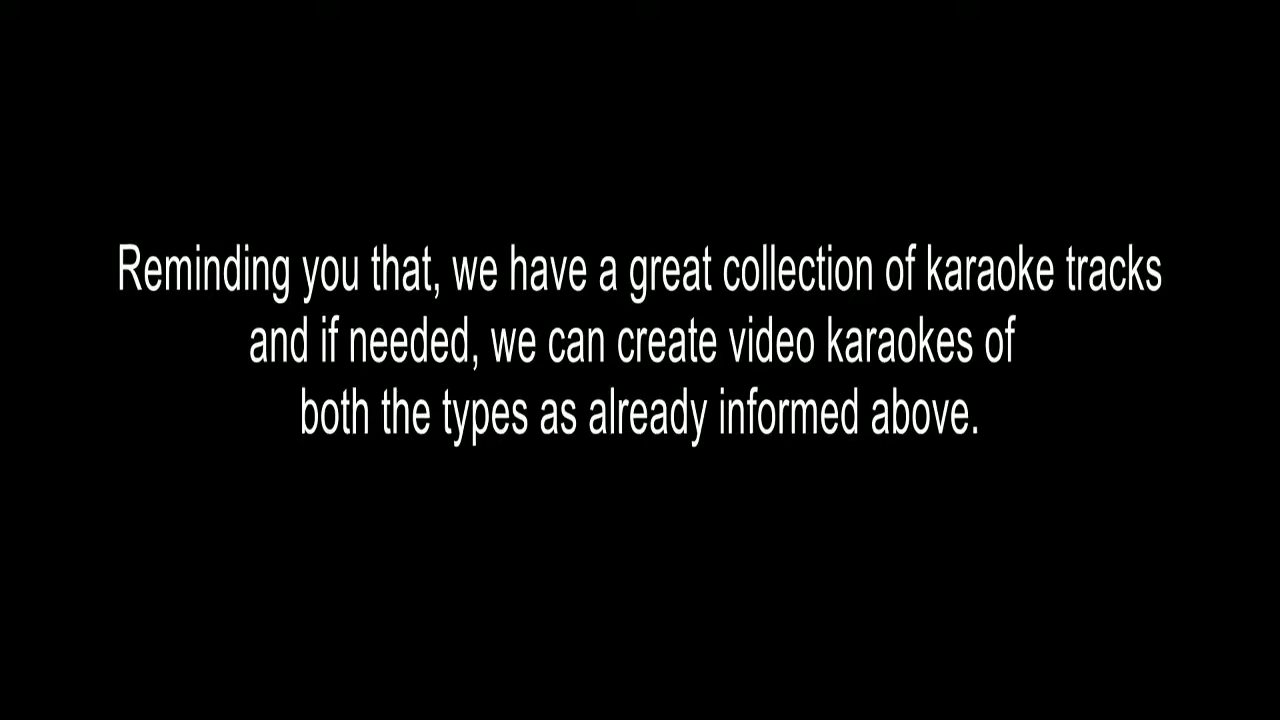 Reminding you that, we have a great collection of karaoke tracks
and if needed, we can create video karaokes of
both the types as already informed above.